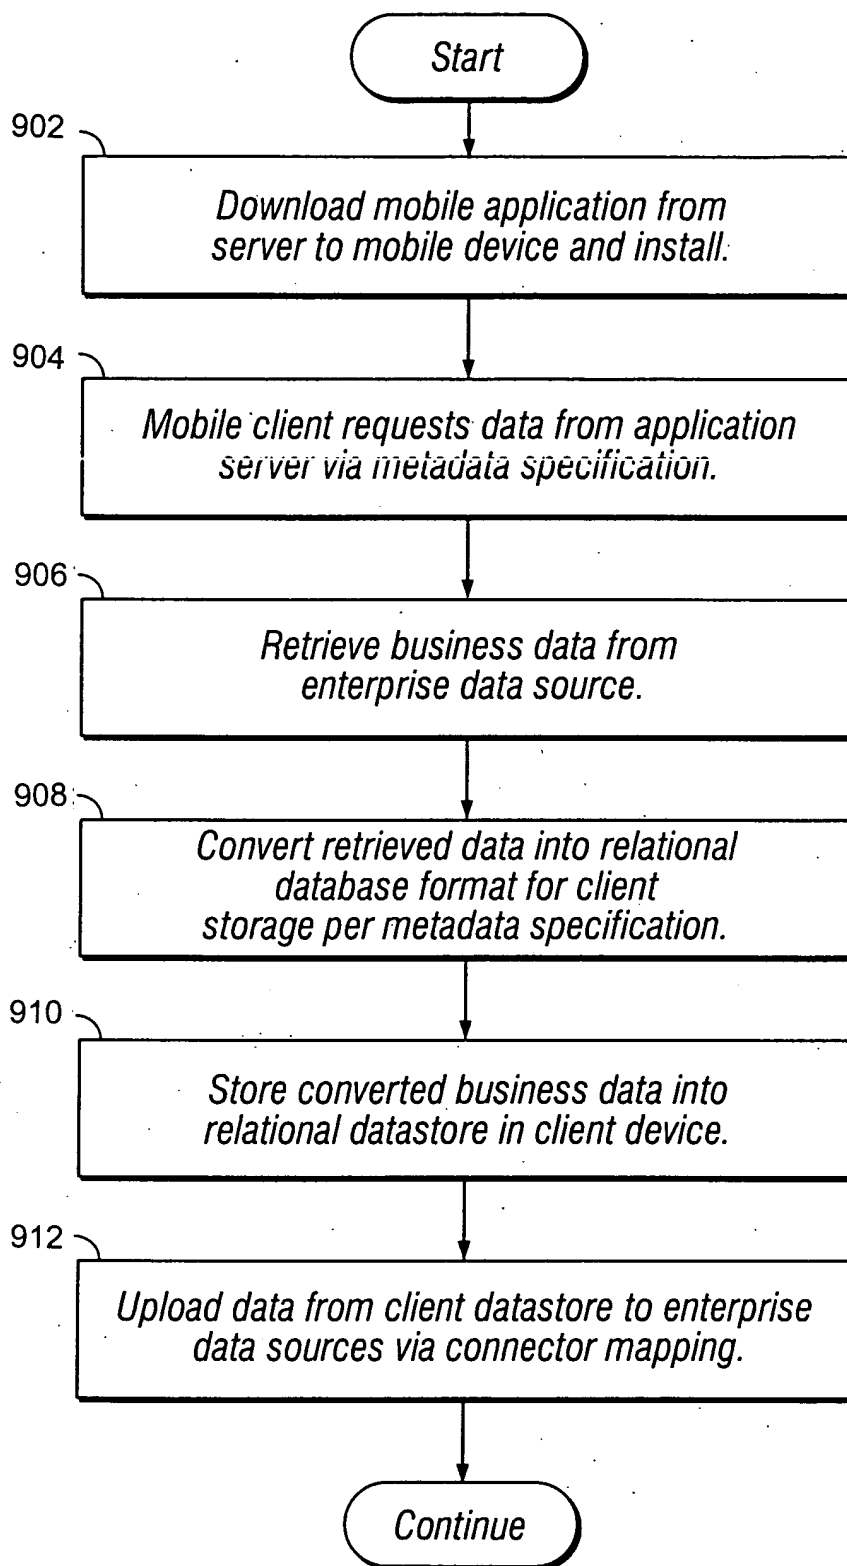 Start
902
Download mobile application from
server to mobile device and install.
904
Mobile client requests data from application
server via metadata specification.
906
Retrieve business data from
enterprise data source.
908
Convert retrieved data into relational
database format for client
storage per metadata specification.
910
Store converted business data into
relational datastore in client device.
912
Upload data from client datastore to enterprise
data sources via connector mapping.
Continue